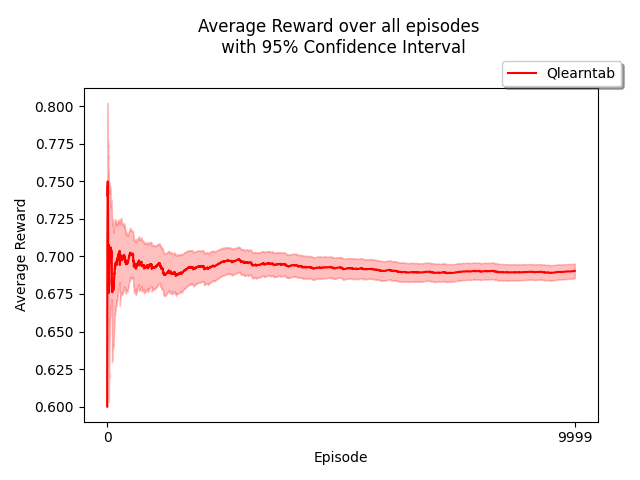 Average Reward over all episodes
with 95% Confidence Interval
Qlearntab
0.800
0.775
0.750
0.725
0.700
0.675
0.650
0.625
0.600
Average Reward
0
9999
Episode